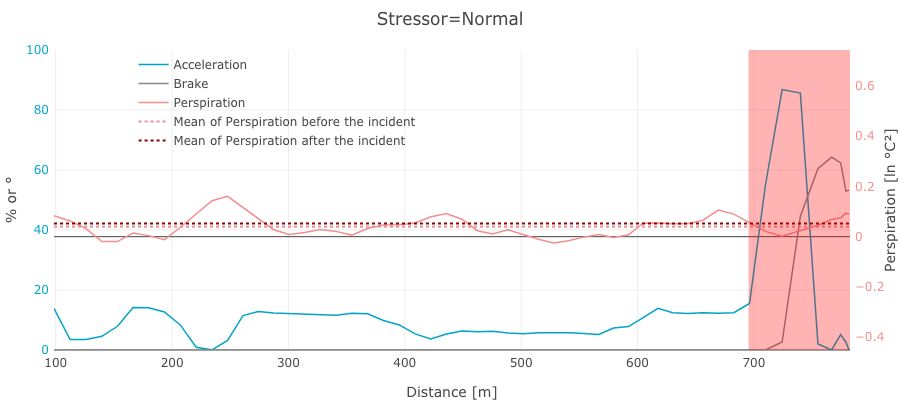 Stressor=Normal
Acceleration
Brake
Perspiration
Mean of Perspiration before the incident
Mean of Perspiration after the incident
100
80
60
40
20
0
% or °
0.6
0.4
0.2
0
−0.2
−0.4
Perspiration [ln °C²]
100 200 300 400 500 600 700
Distance [m]